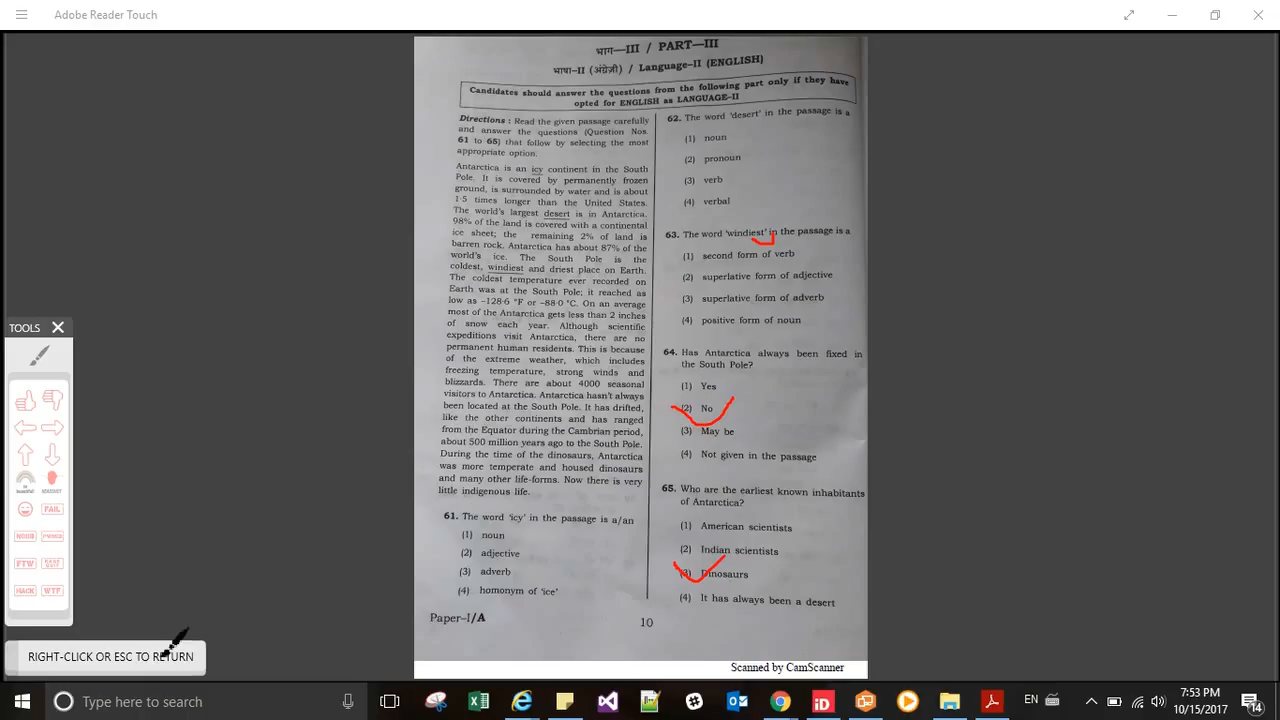 Adobe Reader Touch
भाग—III / PART—III
भाषा–II (अंग्रेज़ी) / Language–II (ENGLISH)
Candidates should answer the questions from the following part only if they have
opted for ENGLISH as LANGUAGE–II
Directions : Read the given passage carefully
and answer the questions (Question Nos.
61 to 65) that follow by selecting the most
appropriate option.
Antarctica is an icy continent in the South
Pole. It is covered by permanently frozen
ground, is surrounded by water and is about
1·5 times longer than the United States.
The world's largest desert is in Antarctica.
98% of the land is covered with a continental
ice sheet; the remaining 2% of land is
barren rock. Antarctica has about 87% of the
world's ice. The South Pole is the
coldest, windiest and driest place on Earth.
The coldest temperature ever recorded on
Earth was at the South Pole; it reached as
low as –128·6 °F or –88·0 °C. On an average
most of the Antarctica gets less than 2 inches
of snow each year. Although scientific
expeditions visit Antarctica, there are no
permanent human residents. This is because
of the extreme weather, which includes
freezing temperature, strong winds and
blizzards. There are about 4000 seasonal
visitors to Antarctica. Antarctica hasn't always
been located at the South Pole. It has drifted,
like the other continents and has ranged
from the Equator during the Cambrian period,
about 500 million years ago to the South Pole.
During the time of the dinosaurs, Antarctica
was more temperate and housed dinosaurs
and many other life-forms. Now there is very
little indigenous life.
61. The word 'icy' in the passage is a/an
(1) noun
(2) adjective
(3) adverb
(4) homonym of 'ice'
62. The word 'desert' in the passage is a
(1) noun
(2) pronoun
(3) verb
(4) verbal
63. The word 'windiest' in the passage is a
(1) second form of verb
(2) superlative form of adjective
(3) superlative form of adverb
(4) positive form of noun
64. Has Antarctica always been fixed in
the South Pole?
(1) Yes
(2) No
(3) May be
(4) Not given in the passage
65. Who are the earliest known inhabitants
of Antarctica?
(1) American scientists
(2) Indian scientists
(3) Dinosaurs
(4) It has always been a desert
Paper–I/A
10
Scanned by CamScanner
TOOLS
FAIL
NOOB
FTW
HACK WTF
RIGHT-CLICK OR ESC TO RETURN
Type here to search
EN
7:53 PM
10/15/2017
14